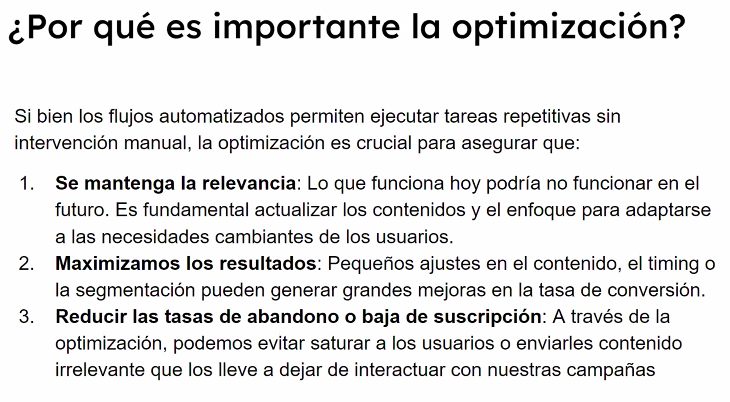 ¿Por qué es importante la optimización?
Si bien los flujos automatizados permiten ejecutar tareas repetitivas sin
intervención manual, la optimización es crucial para asegurar que:
1. Se mantenga la relevancia: Lo que funciona hoy podría no funcionar en el
futuro. Es fundamental actualizar los contenidos y el enfoque para adaptarse
a las necesidades cambiantes de los usuarios.
2. Maximizamos los resultados: Pequeños ajustes en el contenido, el timing o
la segmentación pueden generar grandes mejoras en la tasa de conversión.
3. Reducir las tasas de abandono o baja de suscripción: A través de la
optimización, podemos evitar saturar a los usuarios o enviarles contenido
irrelevante que los lleve a dejar de interactuar con nuestras campañas